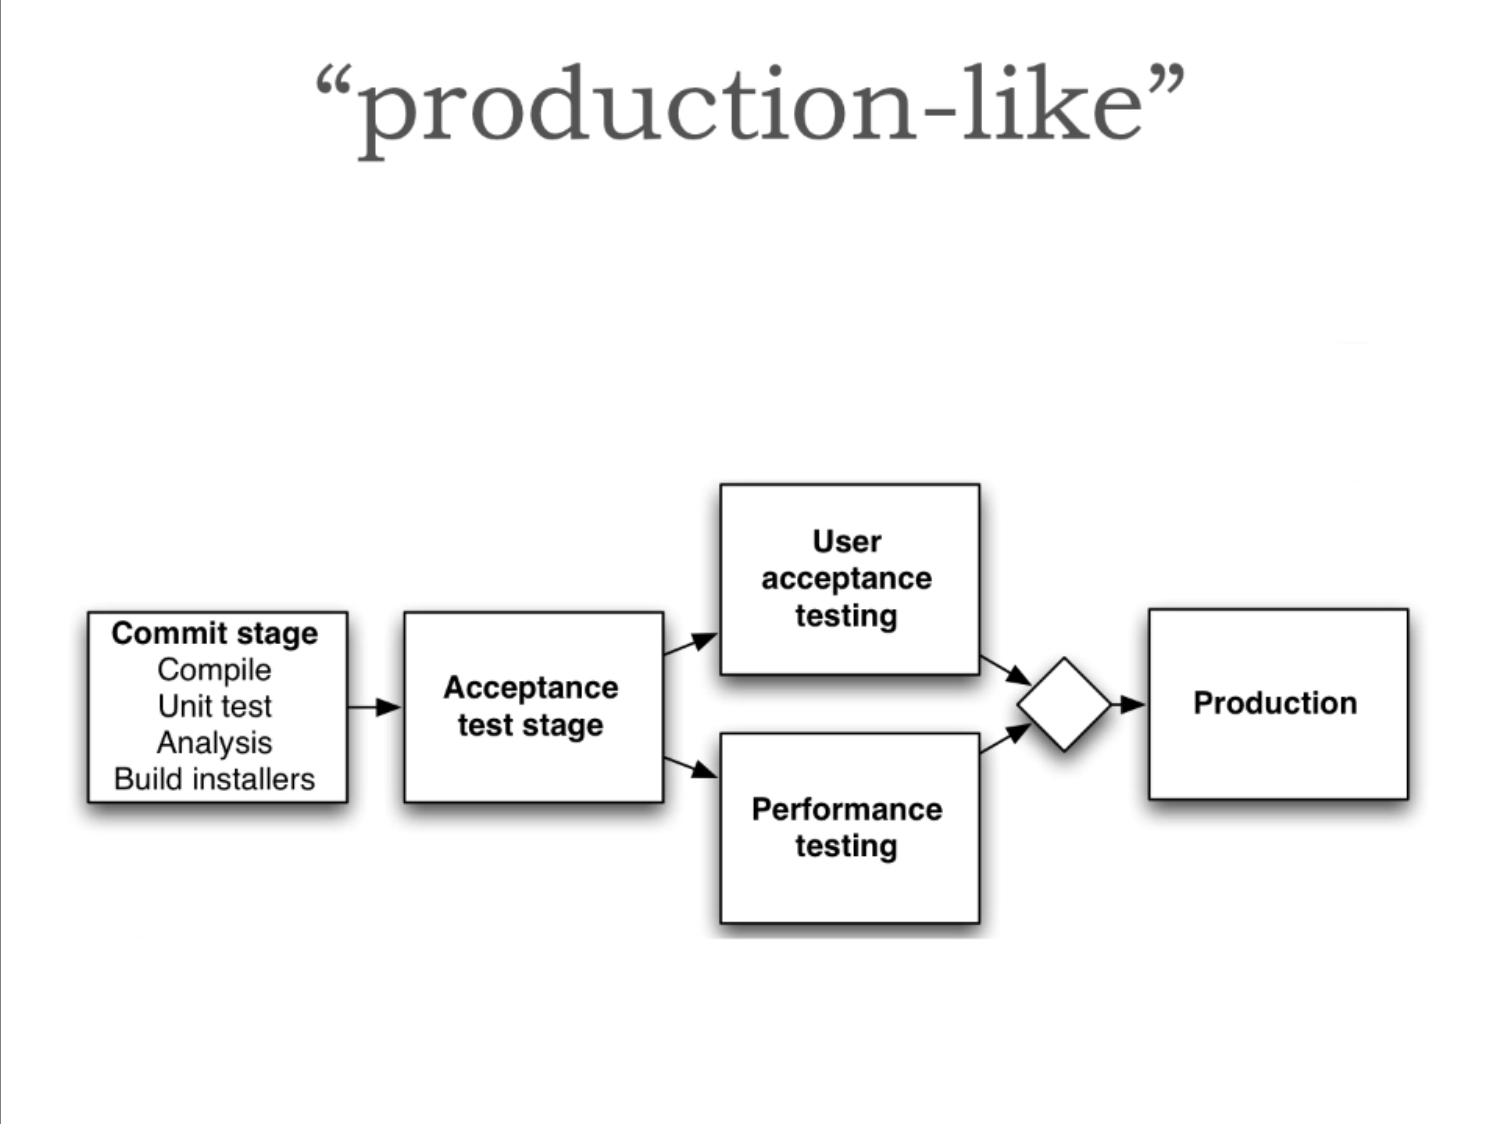 “production-like”
Commit stage
Compile
Unit test
Analysis
Build installers
Acceptance
test stage
User
acceptance
testing
Performance
testing
Production